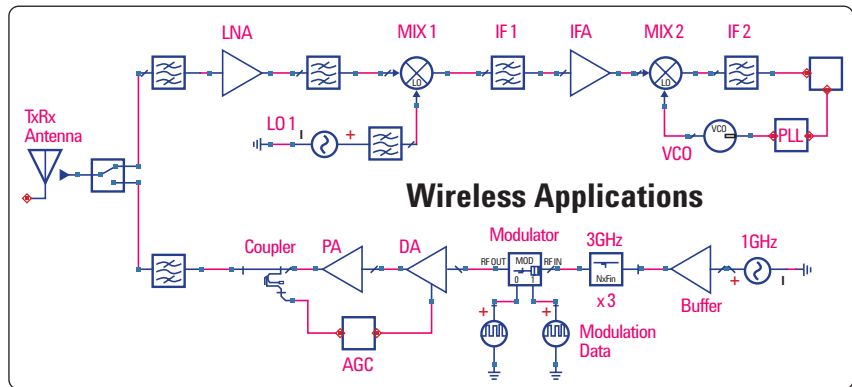 LNA
MIX 1
IF 1
IFA
MIX 2
IF 2
LO
LO
TxRx
Antenna
LO 1
I
+
VCO
VCO
PLL
Wireless Applications
Coupler
PA
DA
Modulator
3GHz
1GHz
RF OUT
MOD
RF IN
0
1
NxFin
x 3
Buffer
+
I
AGC
+
+
Modulation
Data